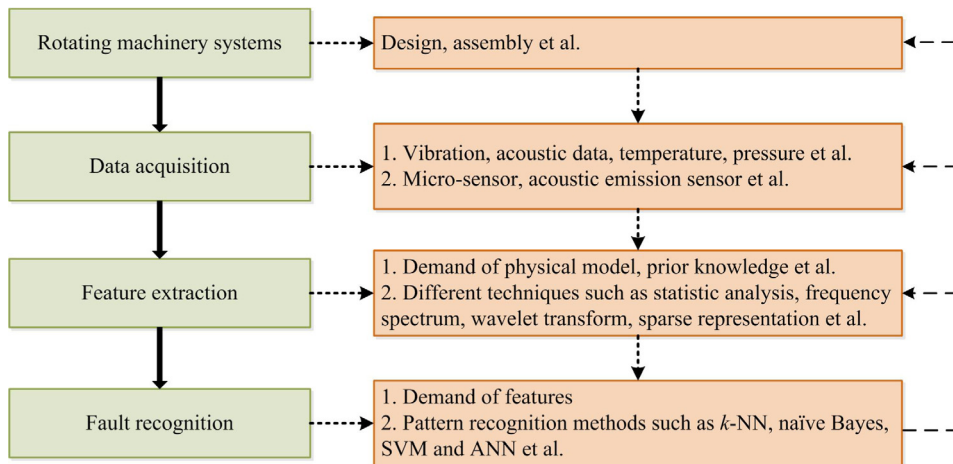 Rotating machinery systems
Design, assembly et al.
Data acquisition
1. Vibration, acoustic data, temperature, pressure et al.
2. Micro-sensor, acoustic emission sensor et al.
Feature extraction
1. Demand of physical model, prior knowledge et al.
2. Different techniques such as statistic analysis, frequency
spectrum, wavelet transform, sparse representation et al.
Fault recognition
1. Demand of features
2. Pattern recognition methods such as k-NN, naïve Bayes,
SVM and ANN et al.